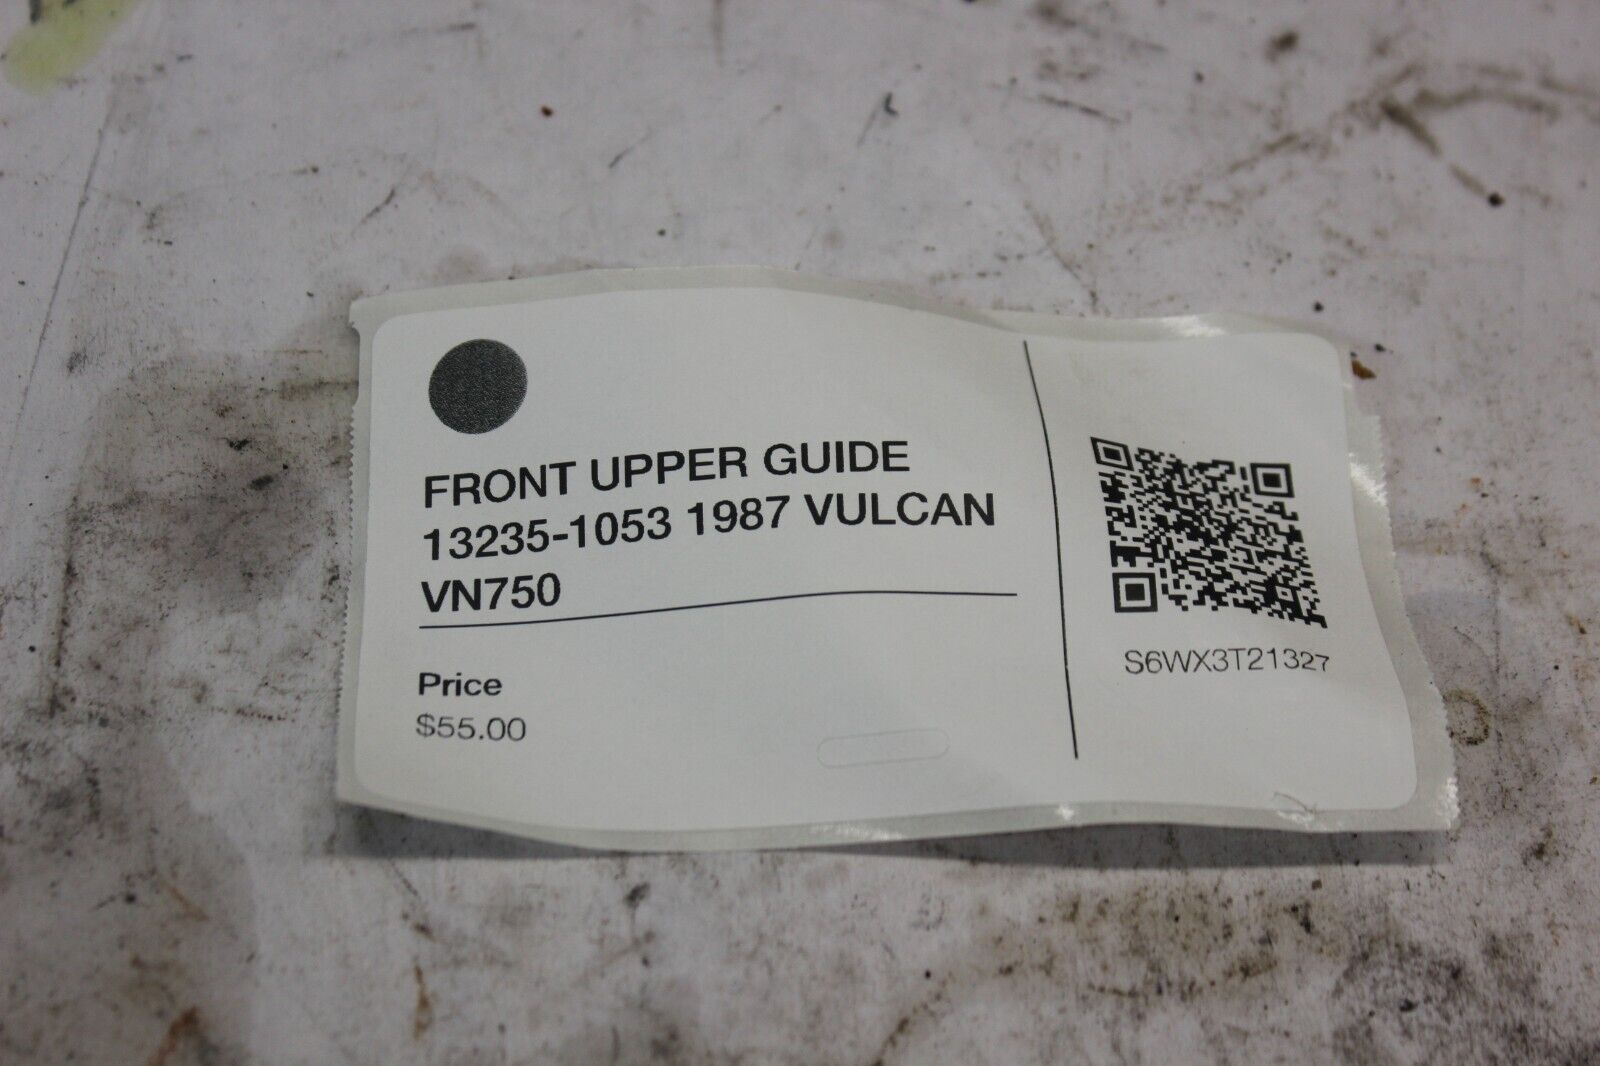 FRONT UPPER GUIDE
13235-1053 1987 VULCAN
VN750
Price
$55.00
S6WX3T21327